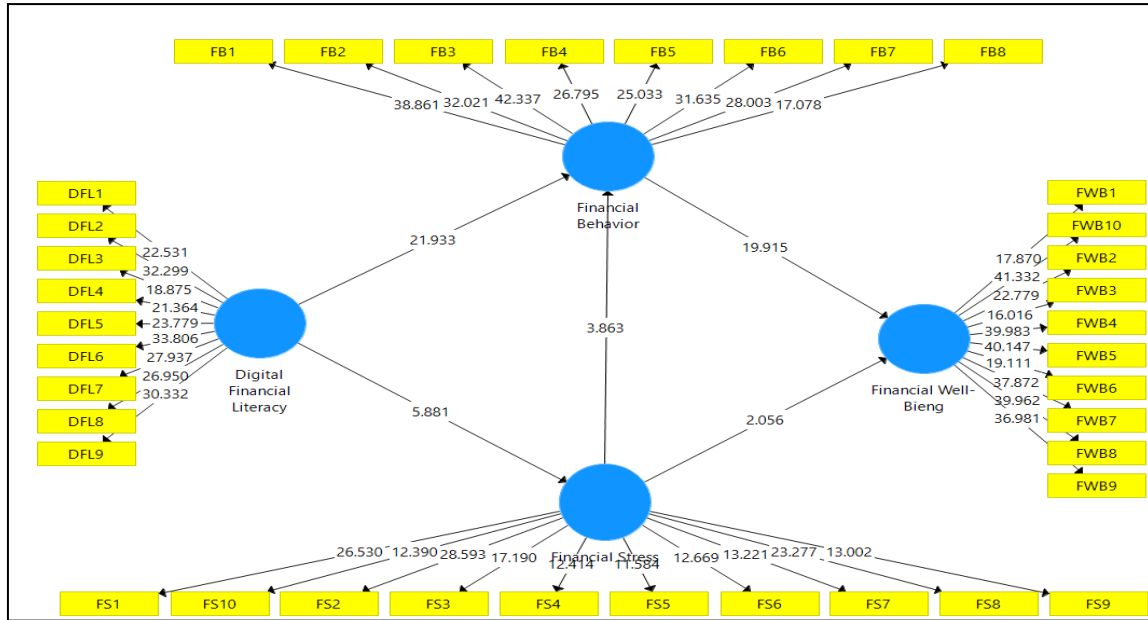 FB1
FB2
FB3
FB4
FB5
FB6
FB7
FB8
38.861
32.021
42.337
26.795
25.033
31.635
28.003
17.078
Financial
Behavior
DFL1
DFL2
DFL3
DFL4
DFL5
DFL6
DFL7
DFL8
DFL9
22.531
32.299
18.875
21.364
23.779
33.806
27.937
26.950
30.332
Digital
Financial
Literacy
21.933
19.915
3.863
5.881
2.056
FWB1
FWB10
FWB2
FWB3
FWB4
FWB5
FWB6
FWB7
FWB8
FWB9
17.870
41.332
22.779
16.016
39.983
40.147
19.111
37.872
39.962
36.981
Financial Well-
Bieng
Financial Stress
26.530
12.390
28.593
17.190
12.414
11.584
12.669
13.221
23.277
13.002
FS1
FS10
FS2
FS3
FS4
FS5
FS6
FS7
FS8
FS9